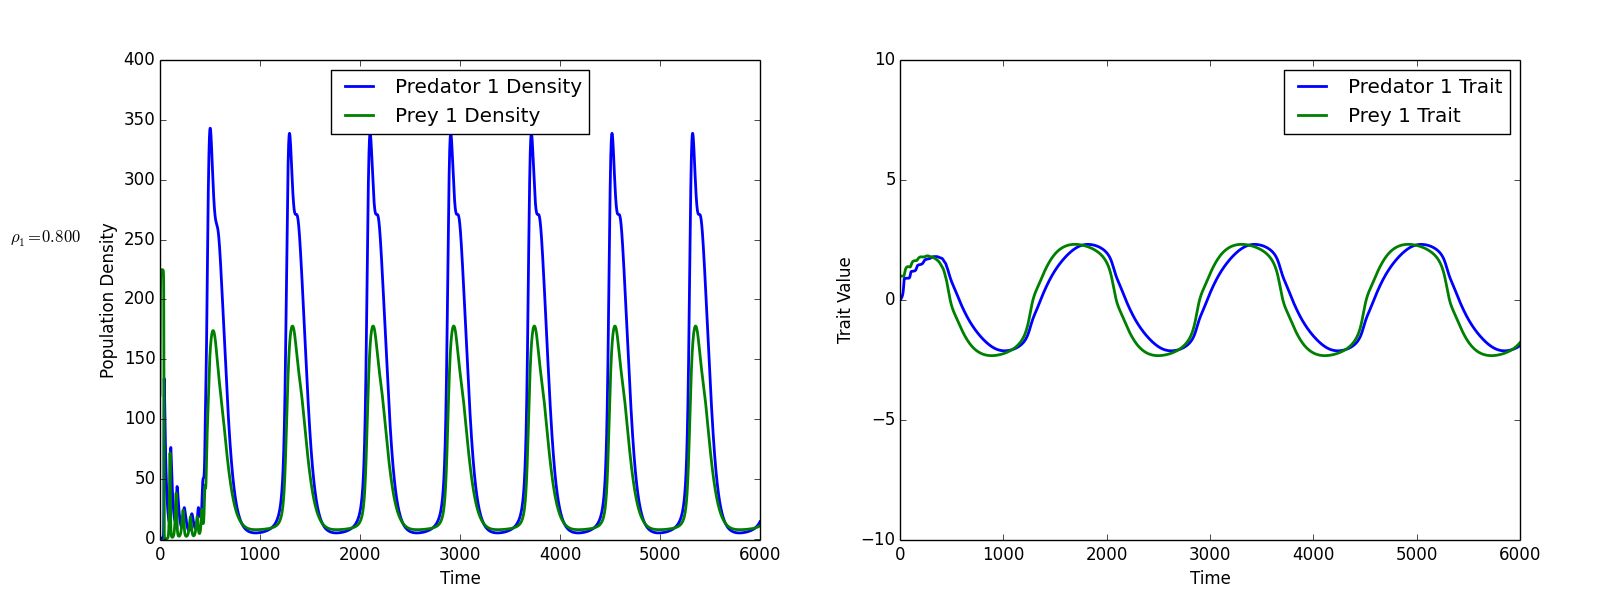 ρ₁=0.800
Population Density
400
350
300
250
200
150
100
50
0
Predator 1 Density
Prey 1 Density
0 1000 2000 3000 4000 5000 6000
Time
Trait Value
10
5
0
−5
−10
Predator 1 Trait
Prey 1 Trait
0 1000 2000 3000 4000 5000 6000
Time